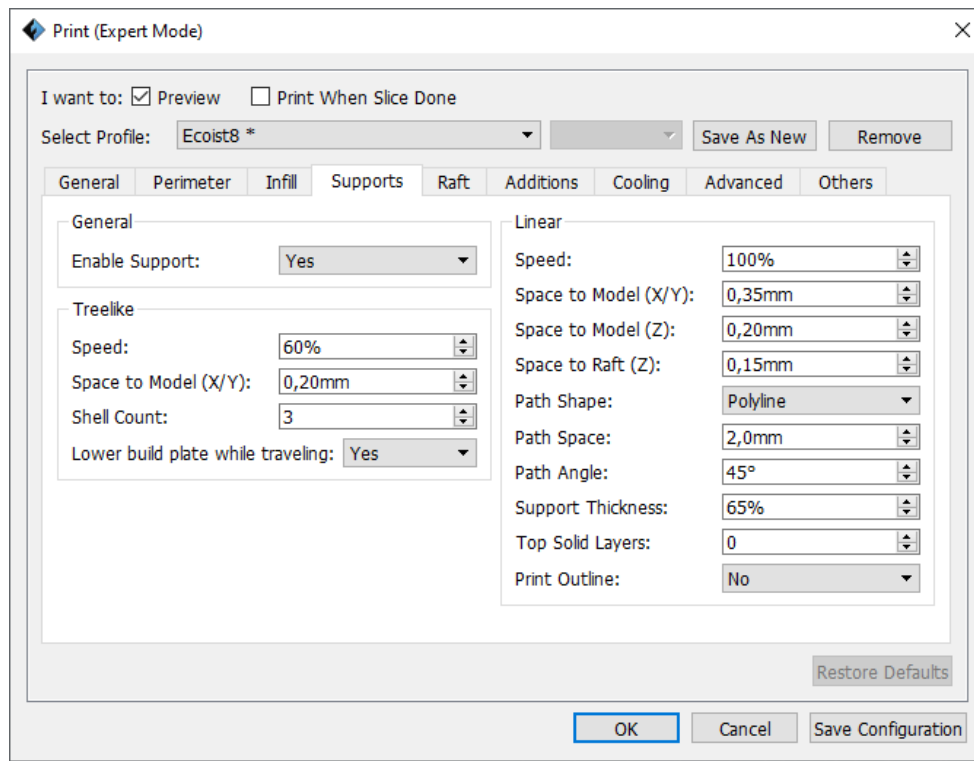 Print (Expert Mode)
I want to: Preview Print When Slice Done
Select Profile: Ecoist8 * Save As New Remove
General Perimeter Infill Supports Raft Additions Cooling Advanced Others
General
Enable Support: Yes
Treelike
Speed: 60%
Space to Model (X/Y): 0,20mm
Shell Count: 3
Lower build plate while traveling: Yes
Linear
Speed: 100%
Space to Model (X/Y): 0,35mm
Space to Model (Z): 0,20mm
Space to Raft (Z): 0,15mm
Path Shape: Polyline
Path Space: 2,0mm
Path Angle: 45°
Support Thickness: 65%
Top Solid Layers: 0
Print Outline: No
Restore Defaults
OK Cancel Save Configuration